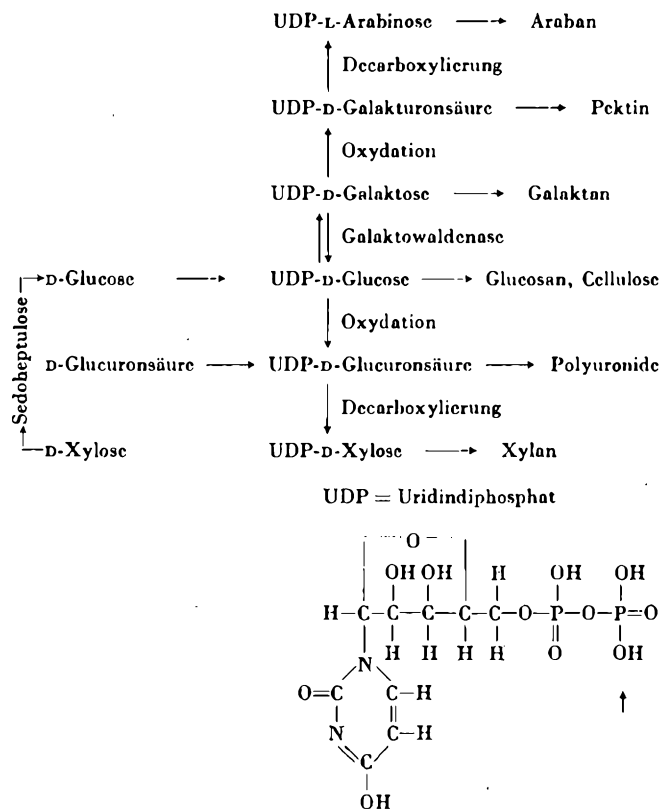 UDP-L-Arabinose → Araban
Decarboxylierung
UDP-D-Galakturonsäure → Pektin
Oxydation
UDP-D-Galaktose → Galaktan
Galaktowaldenase
D-Glucose → UDP-D-Glucose → Glucosan, Cellulose
Sedoheptulose
Oxydation
D-Glucuronsäure → UDP-D-Glucuronsäure → Polyuronide
Decarboxylierung
D-Xylose UDP-D-Xylose → Xylan
UDP = Uridindiphosphat
O
OH OH H OH OH
H–C–C–C–C–C–O–P–O–P=O
H H H H O OH
N
O=C C–H
N C–H
C
OH